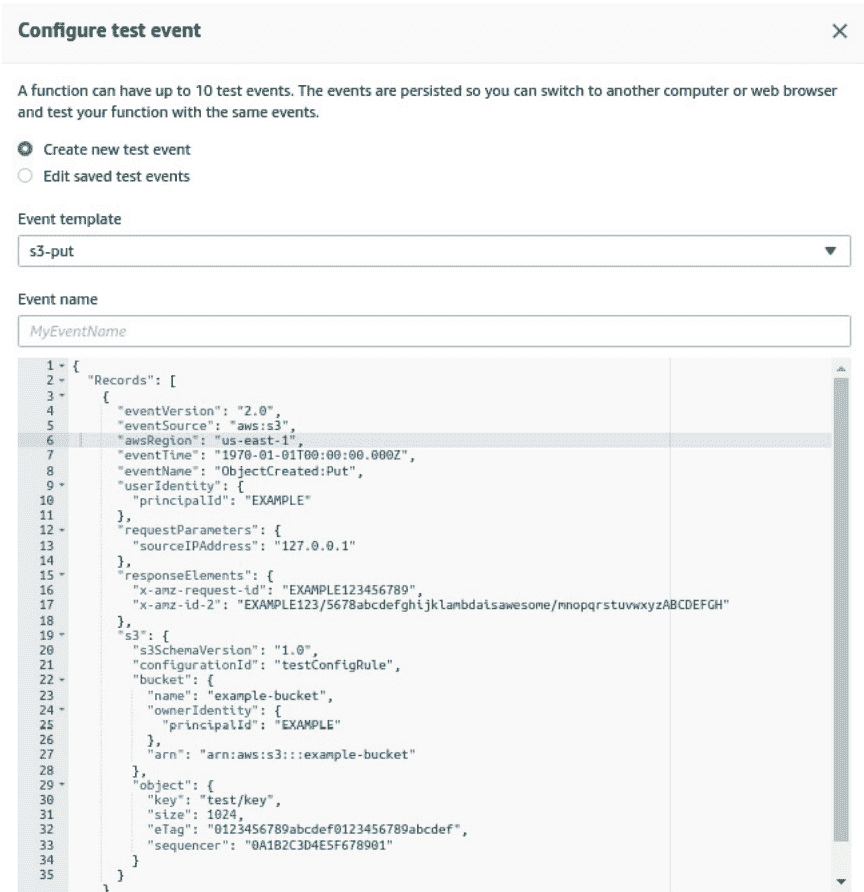 Configure test event
A function can have up to 10 test events. The events are persisted so you can switch to another computer or web browser
and test your function with the same events.
Create new test event
Edit saved test events
Event template
s3-put
Event name
MyEventName
1 {
2 "Records": [
3 {
4 "eventVersion": "2.0",
5 "eventSource": "aws:s3",
6 "awsRegion": "us-east-1",
7 "eventTime": "1970-01-01T00:00:00.000Z",
8 "eventName": "ObjectCreated:Put",
9 "userIdentity": {
10 "principalId": "EXAMPLE"
11 },
12 "requestParameters": {
13 "sourceIPAddress": "127.0.0.1"
14 },
15 "responseElements": {
16 "x-amz-request-id": "EXAMPLE123456789",
17 "x-amz-id-2": "EXAMPLE123/5678abcdefghijklambdaisawesome/mnopqrstuvwxyzABCDEFGH"
18 },
19 "s3": {
20 "s3SchemaVersion": "1.0",
21 "configurationId": "testConfigRule",
22 "bucket": {
23 "name": "example-bucket",
24 "ownerIdentity": {
25 "principalId": "EXAMPLE"
26 },
27 "arn": "arn:aws:s3:::example-bucket"
28 },
29 "object": {
30 "key": "test/key",
31 "size": 1024,
32 "eTag": "0123456789abcdef0123456789abcdef",
33 "sequencer": "0A1B2C3D4E5F678901"
34 }
35 }
}